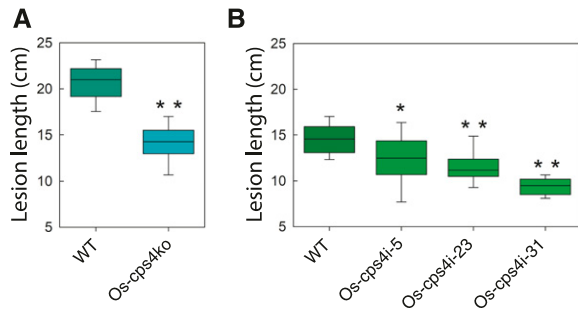 A
Lesion length (cm)
25
20
15
10
5
* *
WT
Os-cps4ko
B
Lesion length (cm)
25
20
15
10
5
*
* *
* *
WT
Os-cps4i-5
Os-cps4i-23
Os-cps4i-31